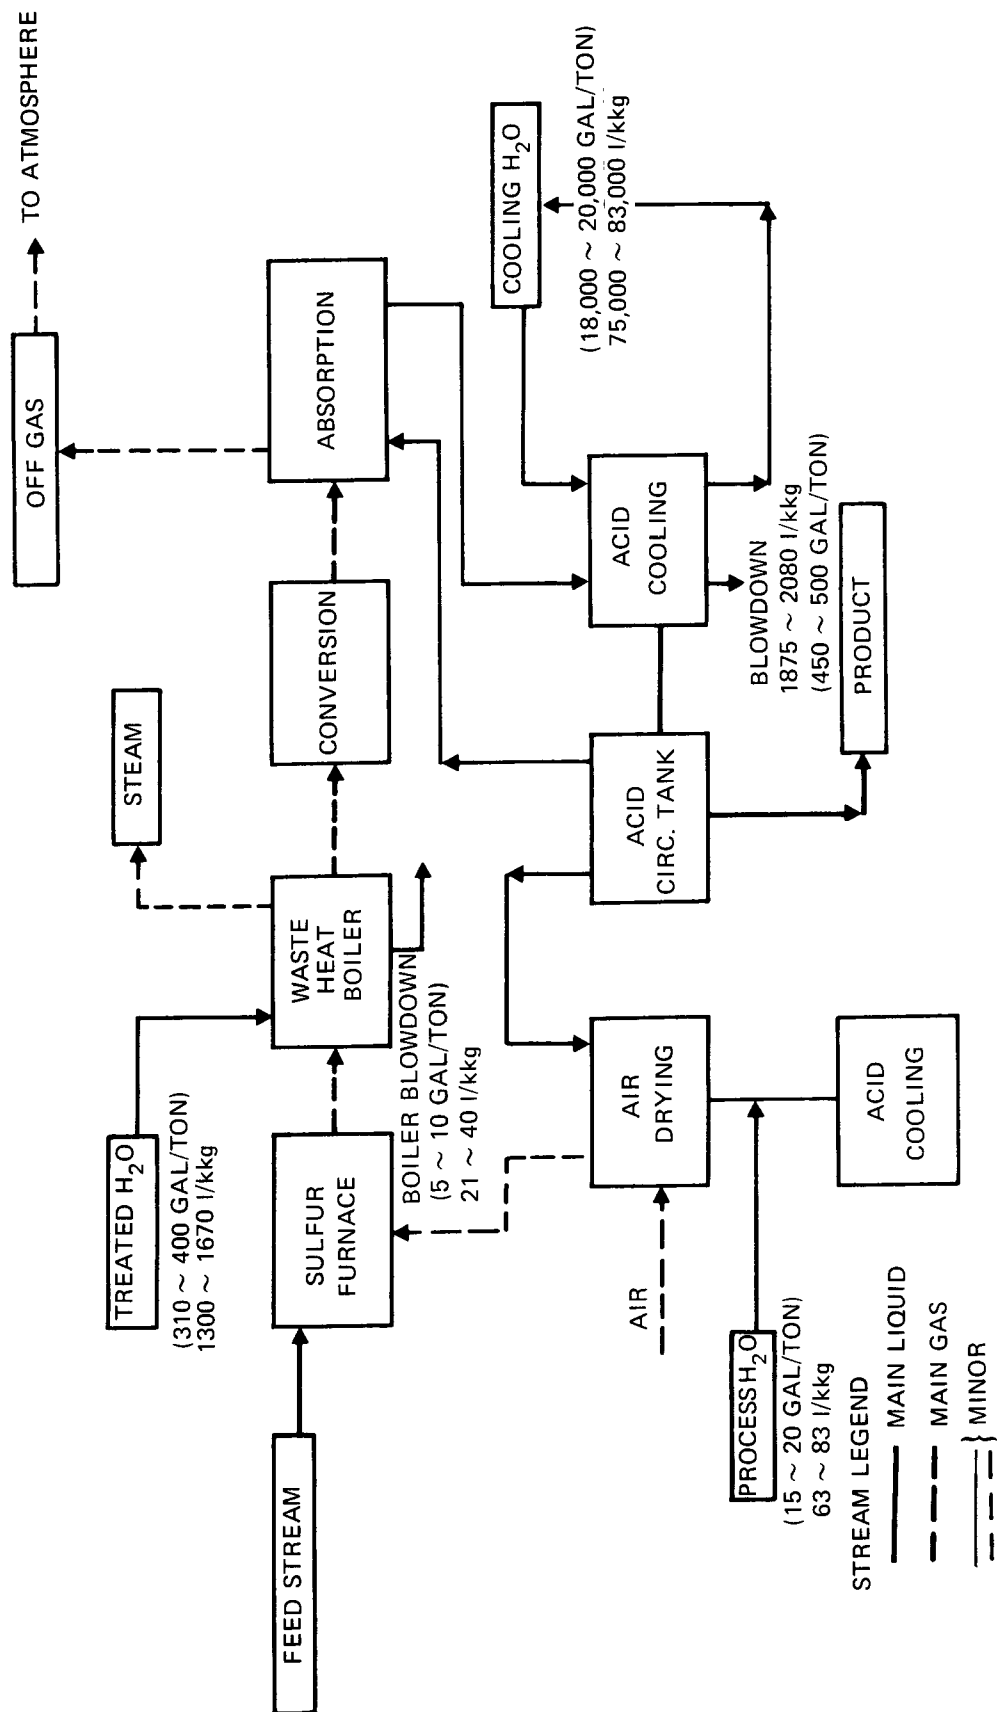 OFF GAS
TO ATMOSPHERE
STEAM
TREATED H₂O
(310 ~ 400 GAL/TON)
1300 ~ 1670 l/kkg
FEED STREAM
SULFUR
FURNACE
WASTE
HEAT
BOILER
CONVERSION
ABSORPTION
BOILER BLOWDOWN
(5 ~ 10 GAL/TON)
21 ~ 40 l/kkg
COOLING H₂O
(18,000 ~ 20,000 GAL/TON)
75,000 ~ 83,000 l/kkg
AIR
AIR
DRYING
ACID
CIRC. TANK
ACID
COOLING
BLOWDOWN
1875 ~ 2080 l/kkg
(450 ~ 500 GAL/TON)
PROCESS H₂O
(15 ~ 20 GAL/TON)
63 ~ 83 l/kkg
ACID
COOLING
PRODUCT
STREAM LEGEND
MAIN LIQUID
MAIN GAS
} MINOR